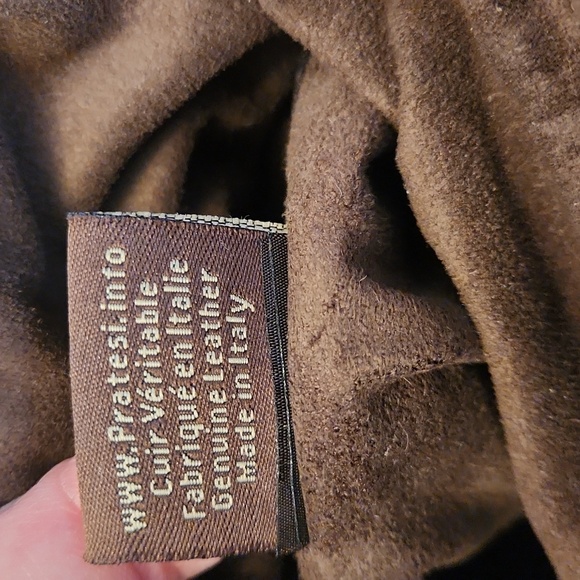 www.Pratesi.info
Cuir Véritable
Fabriqué en Italie
Genuine Leather
Made in Italy